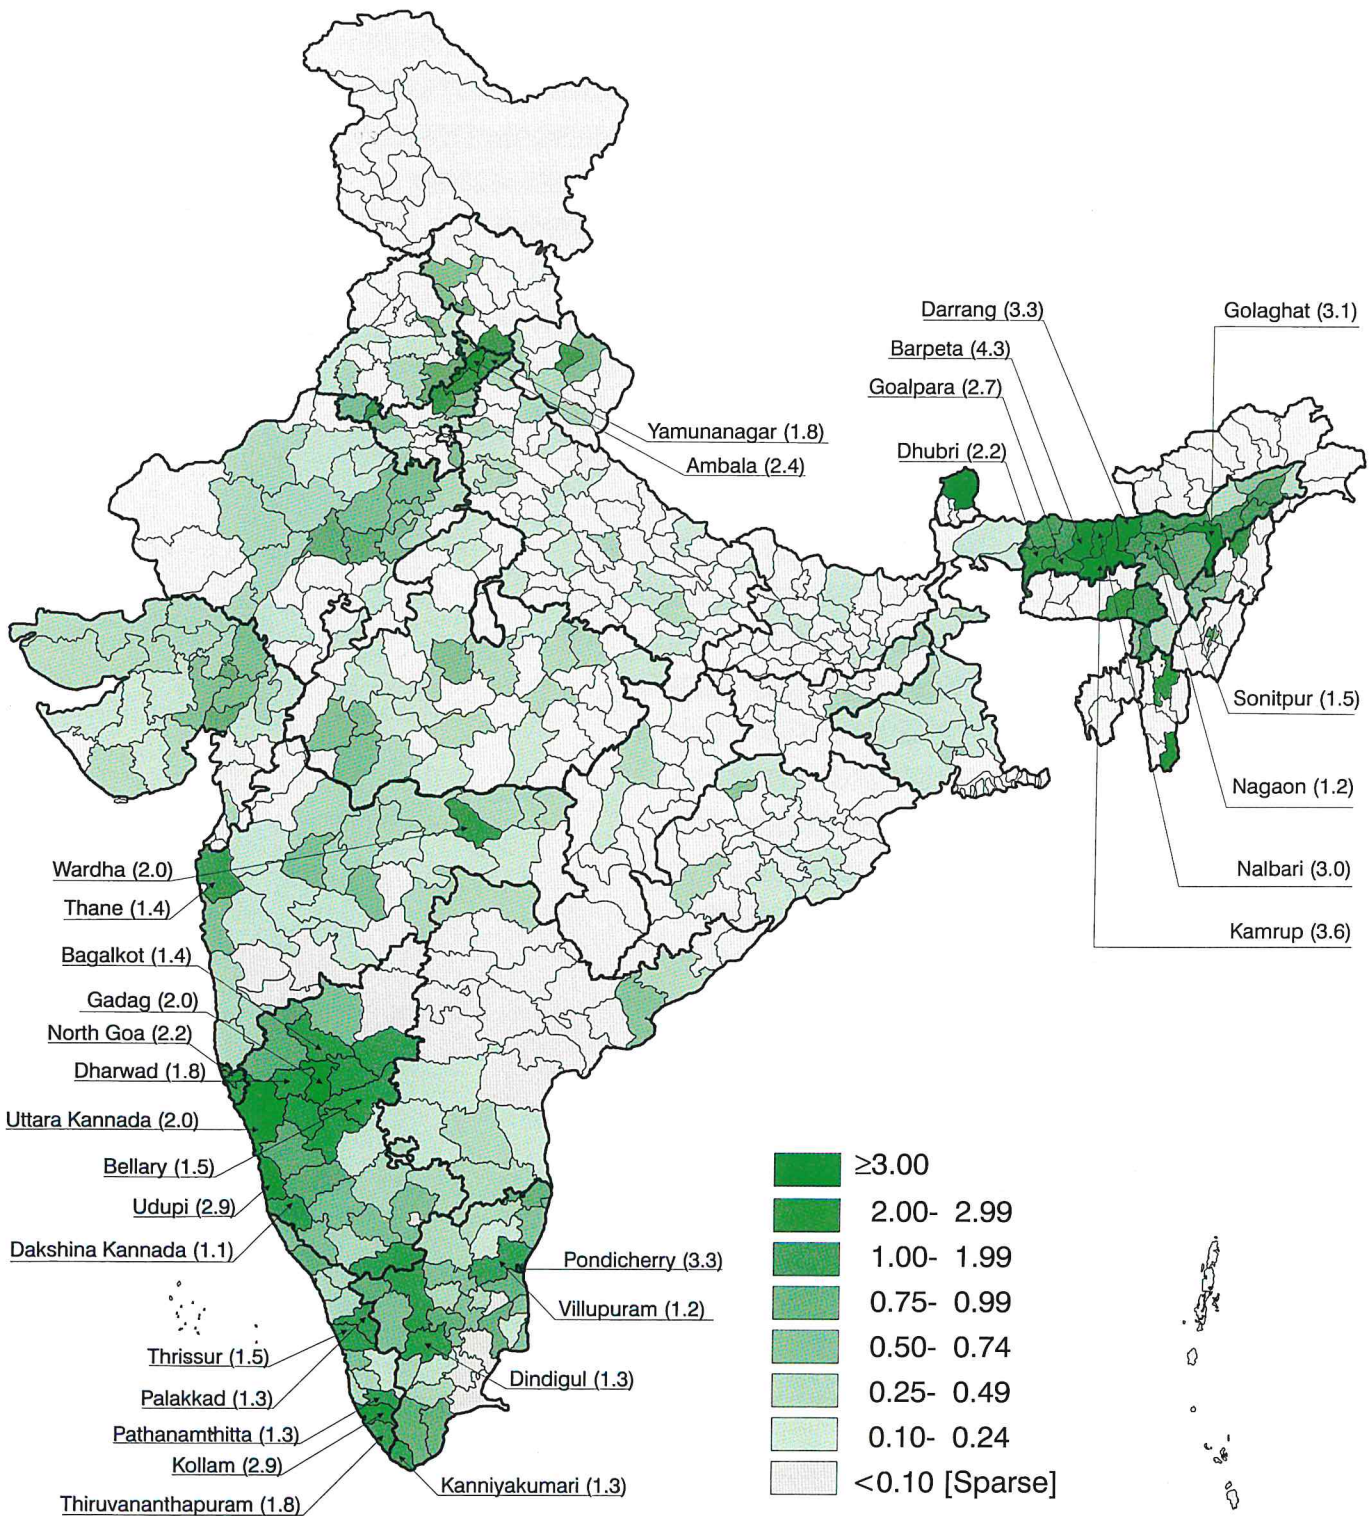 Darrang (3.3)
Golaghat (3.1)
Barpeta (4.3)
Goalpara (2.7)
Dhubri (2.2)
Yamunanagar (1.8)
Ambala (2.4)
Sonitpur (1.5)
Nagaon (1.2)
Nalbari (3.0)
Kamrup (3.6)
Wardha (2.0)
Thane (1.4)
Bagalkot (1.4)
Gadag (2.0)
North Goa (2.2)
Dharwad (1.8)
Uttara Kannada (2.0)
Bellary (1.5)
Udupi (2.9)
Dakshina Kannada (1.1)
Pondicherry (3.3)
Villupuram (1.2)
Thrissur (1.5)
Palakkad (1.3)
Dindigul (1.3)
Pathanamthitta (1.3)
Kollam (2.9)
Kanniyakumari (1.3)
Thiruvananthapuram (1.8)
≥3.00
2.00- 2.99
1.00- 1.99
0.75- 0.99
0.50- 0.74
0.25- 0.49
0.10- 0.24
<0.10 [Sparse]